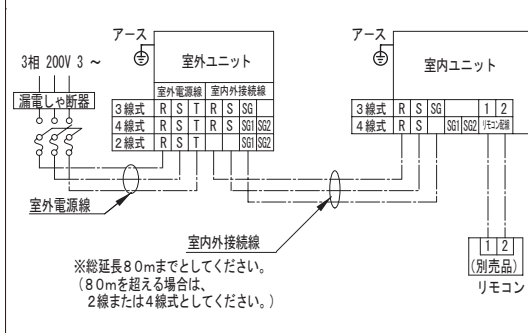 アース
3相 200V 3 ～
漏電しゃ断器
室外ユニット
室外電源線 室内外接続線
3線式 R S T R S SG
4線式 R S T R S SG1 SG2
2線式 R S T SG1 SG2
室外電源線
室内外接続線
※総延長80mまでとしてください。
(80mを超える場合は、
2線または4線式としてください。)
アース
室内ユニット
3線式 R S SG 1 2
4線式 R S SG1 SG2 リモコン配線
1 2
(別売品)
リモコン